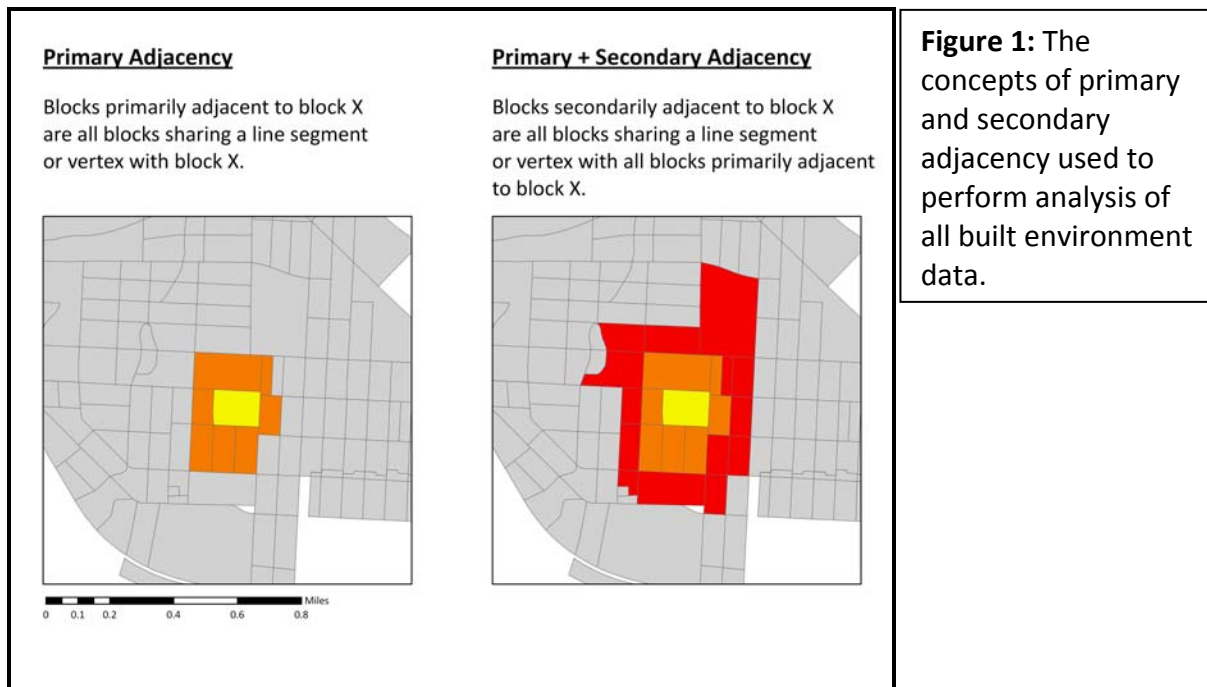 Primary Adjacency
Blocks primarily adjacent to block X
are all blocks sharing a line segment
or vertex with block X.
Primary + Secondary Adjacency
Blocks secondarily adjacent to block X
are all blocks sharing a line segment
or vertex with all blocks primarily adjacent
to block X.
Miles
0 0.1 0.2 0.4 0.6 0.8
Figure 1: The
concepts of primary
and secondary
adjacency used to
perform analysis of
all built environment
data.